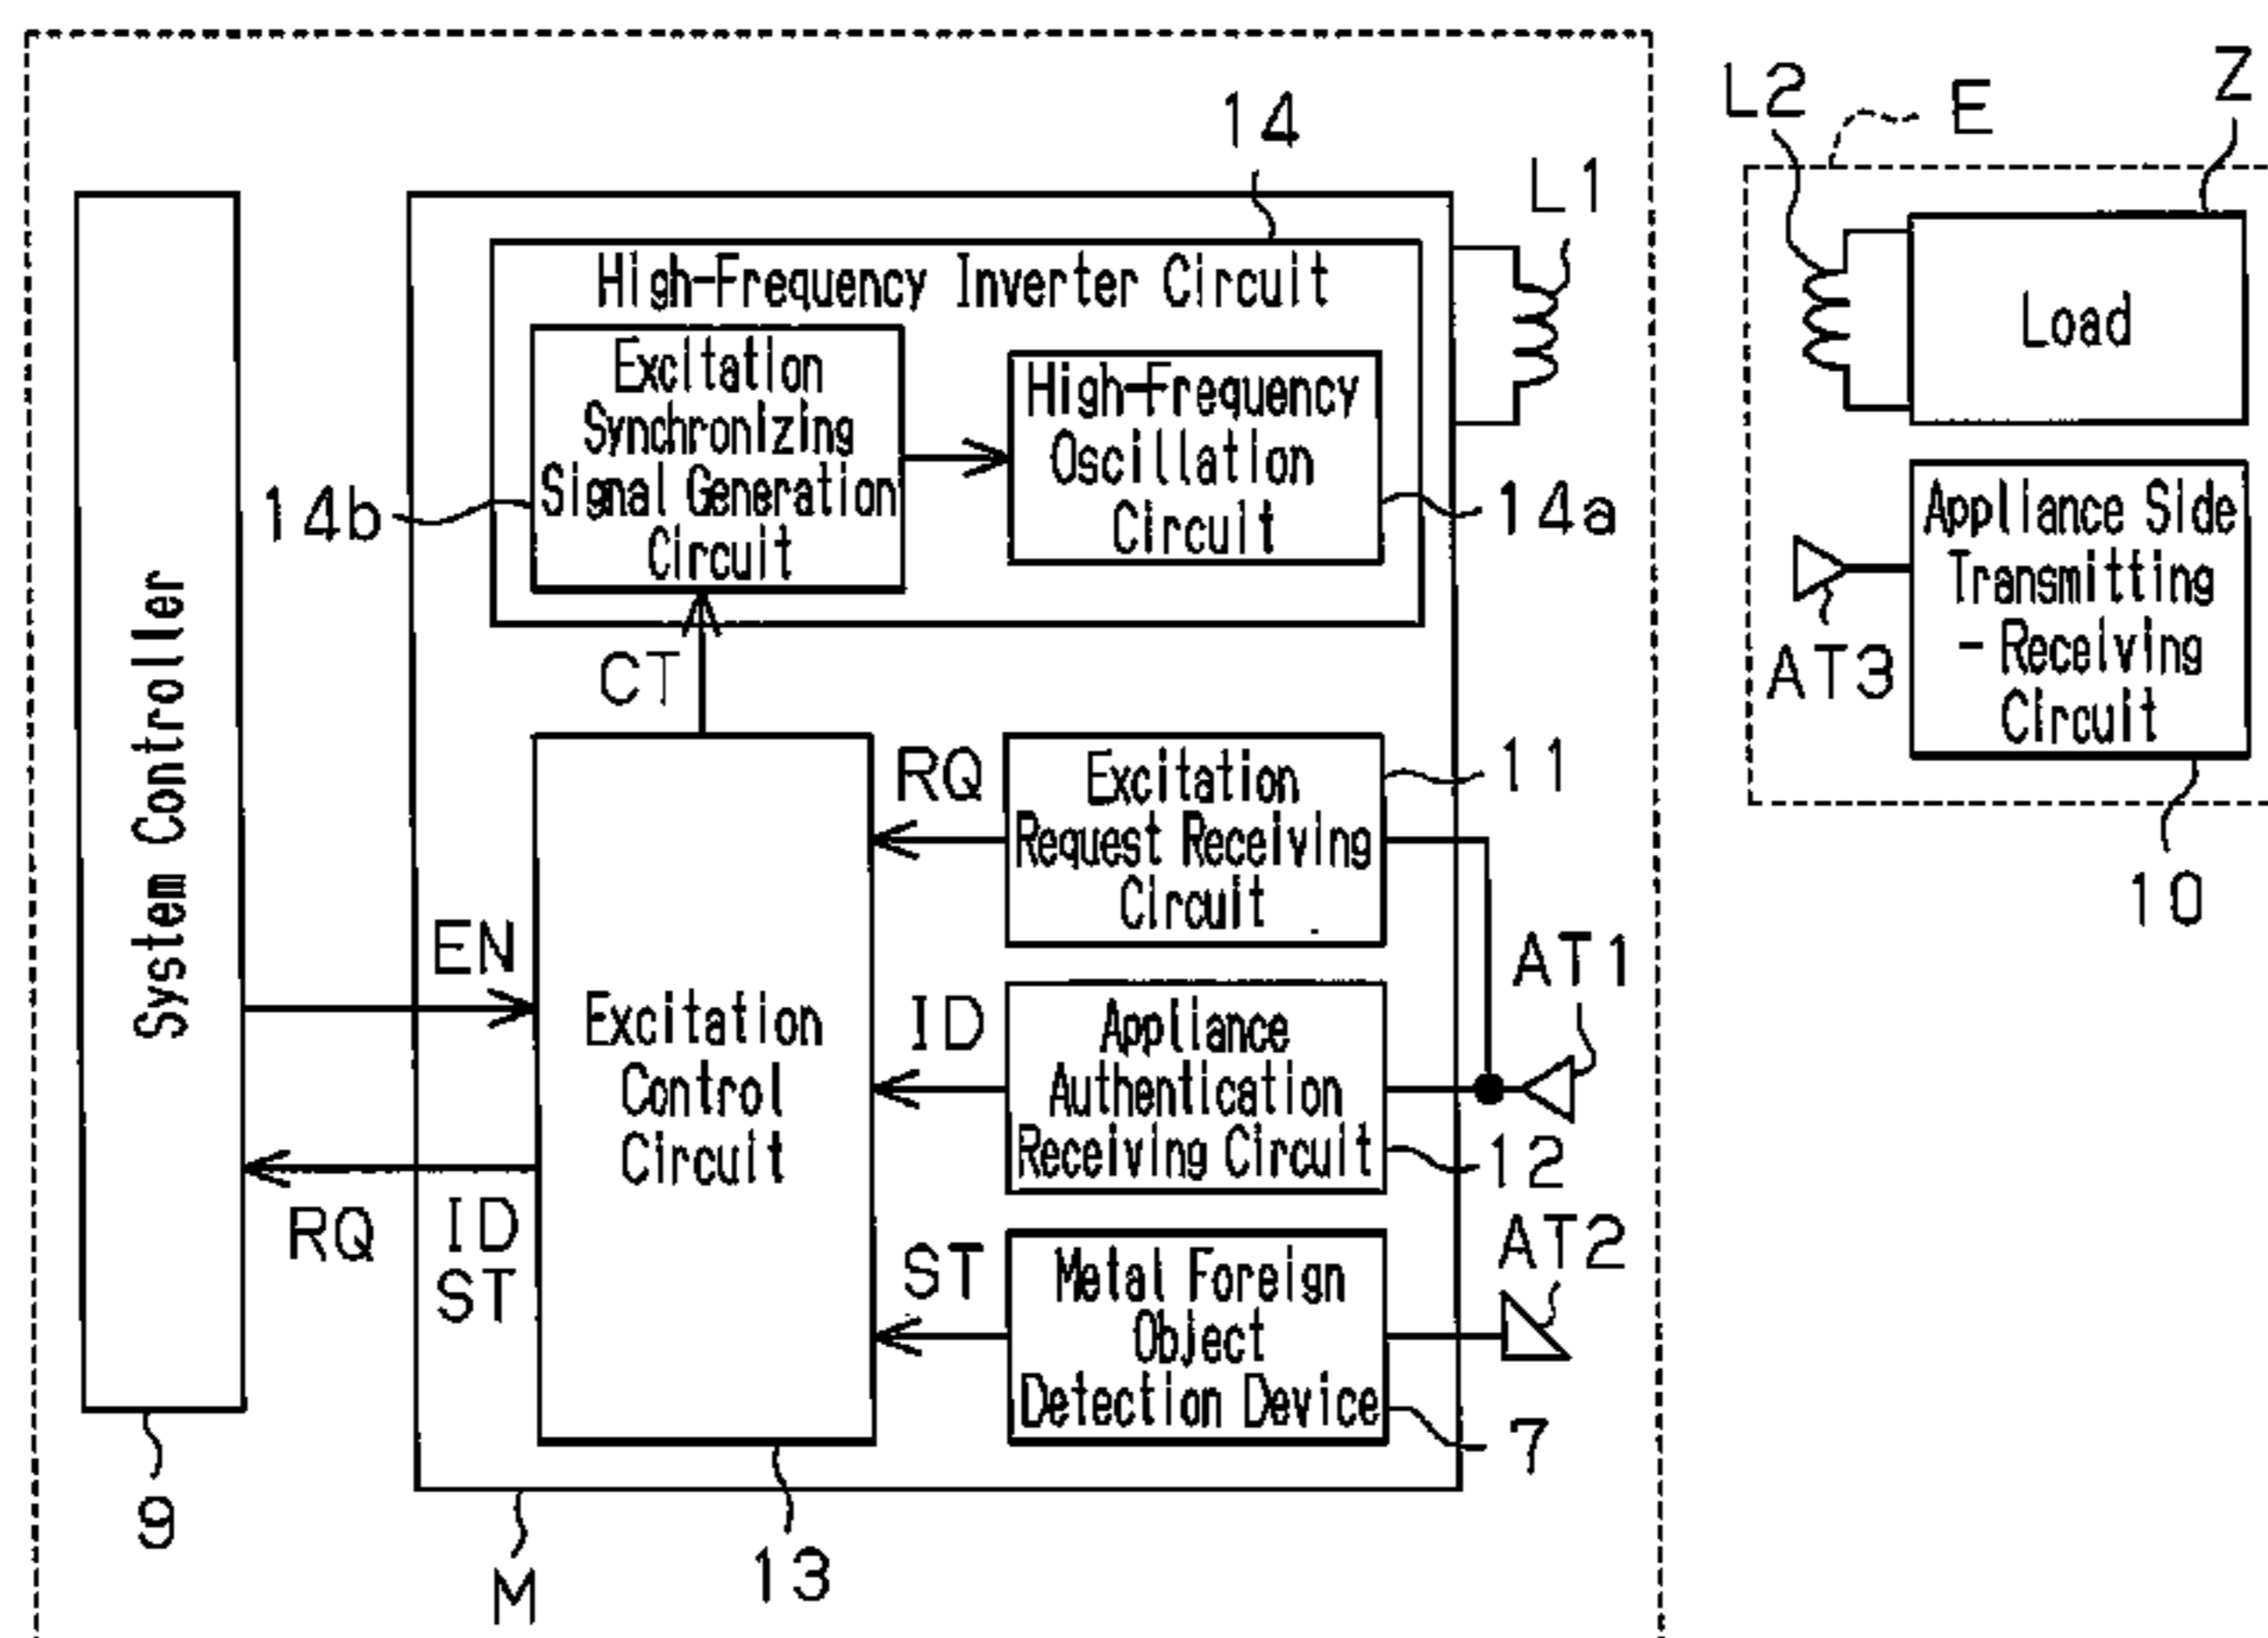 L2
E
Z
14
L1
High-Frequency Inverter Circuit
Excitation
Synchronizing
Signal Generation
Circuit
High-Frequency
Oscillation
Circuit
14b
14a
Load
Appliance Side
Transmitting
- Receiving
Circuit
AT3
10
System Controller
CT
RQ
Excitation
Request Receiving
Circuit
11
EN
Excitation
Control
Circuit
ID
Appliance
Authentication
Receiving Circuit
AT1
12
RQ
ID
ST
ST
Metal Foreign
Object
Detection Device
AT2
7
9
M
13